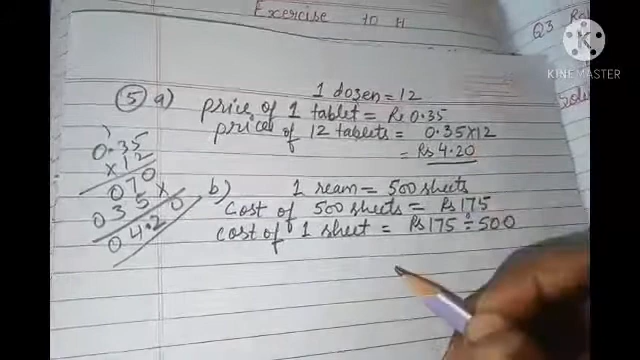 Exercise 10 H
Q3
KINEMASTER
1 dozen = 12
5 a) price of 1 tablet = Re 0.35
price of 12 tablets = 0.35 x 12
= Rs 4.20
0.35
x 12
070
035x
04.20
b) 1 ream = 500 sheets
cost of 500 sheets = Rs 175
cost of 1 sheet = Rs 175 ÷ 500